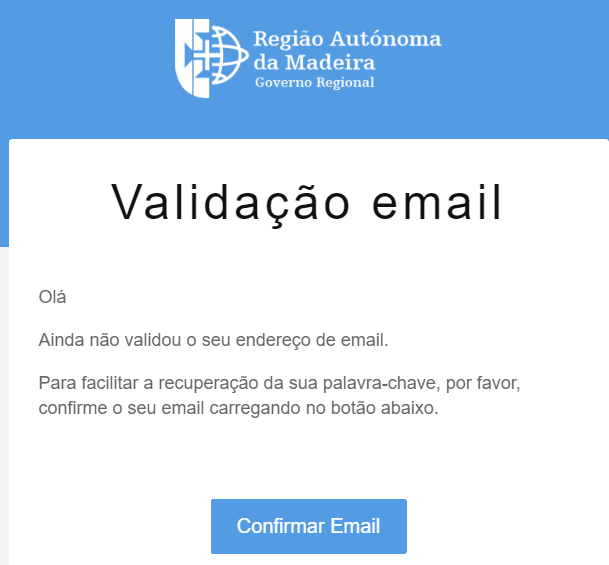 Região Autónoma
da Madeira
Governo Regional
Validação email
Olá
Ainda não validou o seu endereço de email.
Para facilitar a recuperação da sua palavra-chave, por favor,
confirme o seu email carregando no botão abaixo.
Confirmar Email